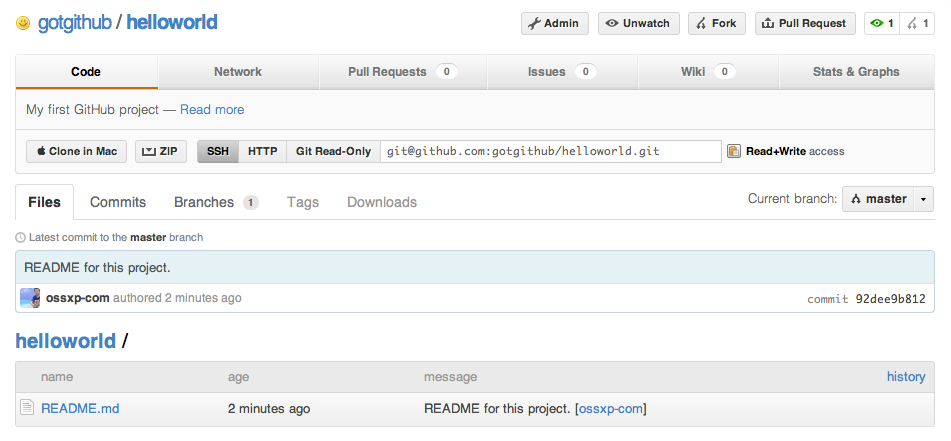 gotgithub / helloworld Admin Unwatch Fork Pull Request 1 1
Code Network Pull Requests 0 Issues 0 Wiki 0 Stats & Graphs
My first GitHub project — Read more
Clone in Mac ZIP SSH HTTP Git Read-Only git@github.com:gotgithub/helloworld.git Read+Write access
Files Commits Branches 1 Tags Downloads Current branch: master
Latest commit to the master branch
README for this project.
ossxp-com authored 2 minutes ago commit 92dee9b812
helloworld /
name age message history
README.md 2 minutes ago README for this project. [ossxp-com]